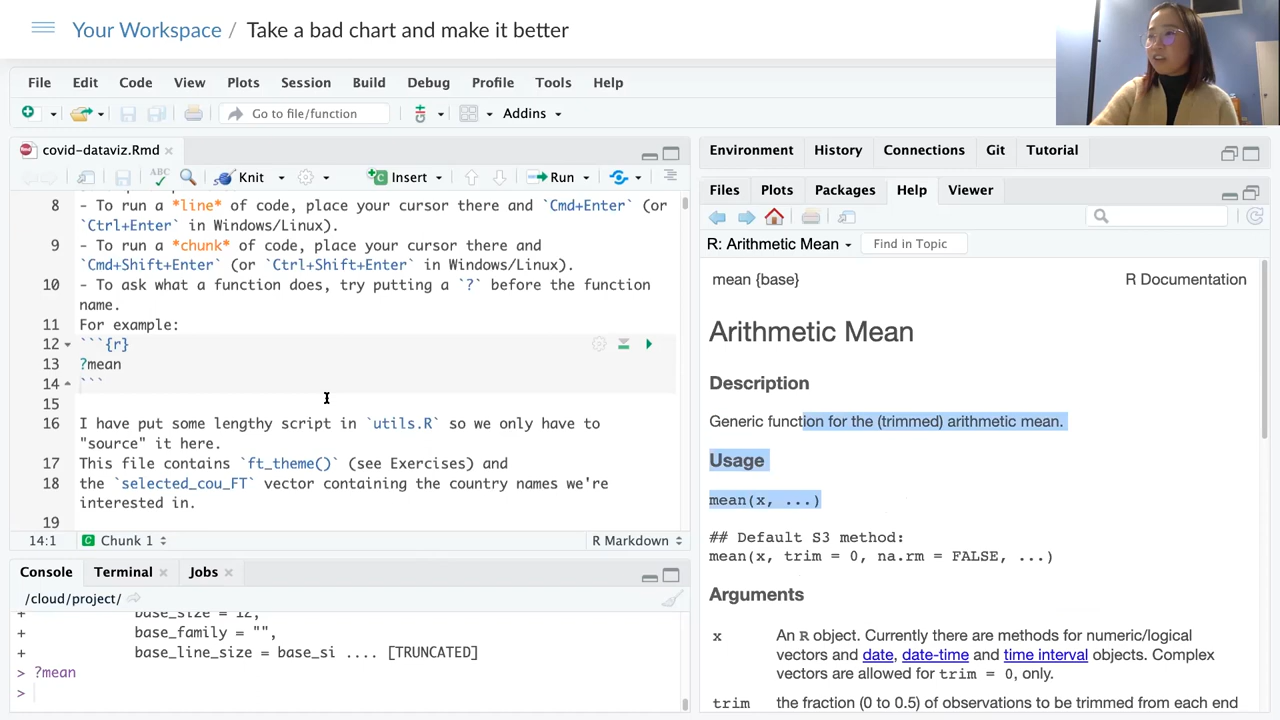 Your Workspace / Take a bad chart and make it better
File Edit Code View Plots Session Build Debug Profile Tools Help
Go to file/function Addins
covid-dataviz.Rmd
ABC Knit Insert Run
8 - To run a *line* of code, place your cursor there and `Cmd+Enter` (or
`Ctrl+Enter` in Windows/Linux).
9 - To run a *chunk* of code, place your cursor there and
`Cmd+Shift+Enter` (or `Ctrl+Shift+Enter` in Windows/Linux).
10 - To ask what a function does, try putting a `?` before the function
name.
11 For example:
12 ```{r}
13 ?mean
14 ```
15
16 I have put some lengthy script in `utils.R` so we only have to
"source" it here.
17 This file contains `ft_theme()` (see Exercises) and
18 the `selected_cou_FT` vector containing the country names we're
interested in.
19
14:1 Chunk 1 R Markdown
Console Terminal Jobs
/cloud/project/
+ base_size = 12,
+ base_family = "",
+ base_line_size = base_si .... [TRUNCATED]
> ?mean
>
Environment History Connections Git Tutorial
Files Plots Packages Help Viewer
R: Arithmetic Mean Find in Topic
mean {base} R Documentation
Arithmetic Mean
Description
Generic function for the (trimmed) arithmetic mean.
Usage
mean(x, ...)
## Default S3 method:
mean(x, trim = 0, na.rm = FALSE, ...)
Arguments
x An R object. Currently there are methods for numeric/logical
vectors and date, date-time and time interval objects. Complex
vectors are allowed for trim = 0, only.
trim the fraction (0 to 0.5) of observations to be trimmed from each end